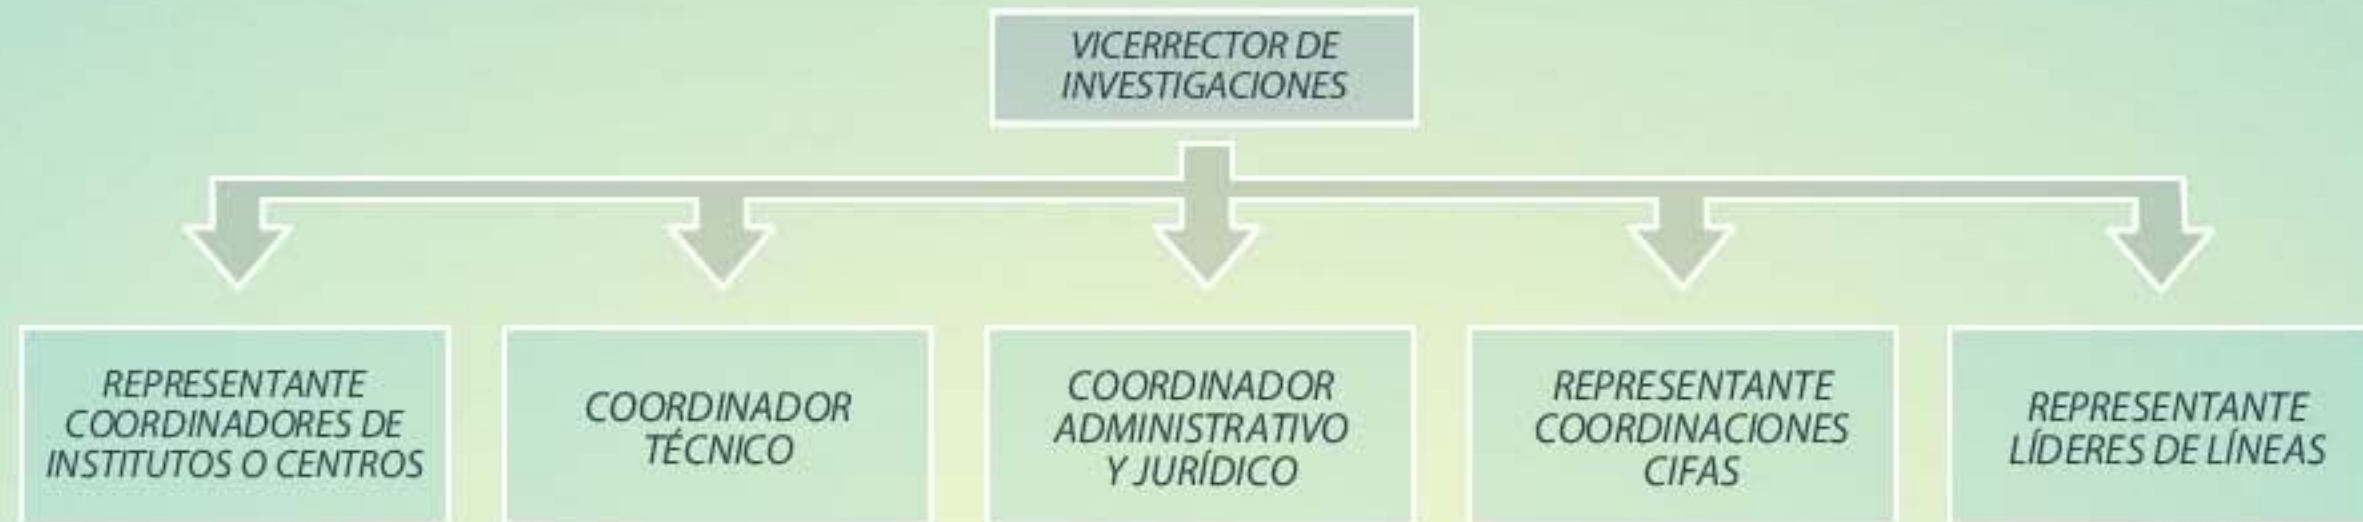 VICERRECTOR DE
INVESTIGACIONES
REPRESENTANTE
COORDINADORES DE
INSTITUTOS O CENTROS
COORDINADOR
TÉCNICO
COORDINADOR
ADMINISTRATIVO
Y JURÍDICO
REPRESENTANTE
COORDINACIONES
CIFAS
REPRESENTANTE
LÍDERES DE LÍNEAS